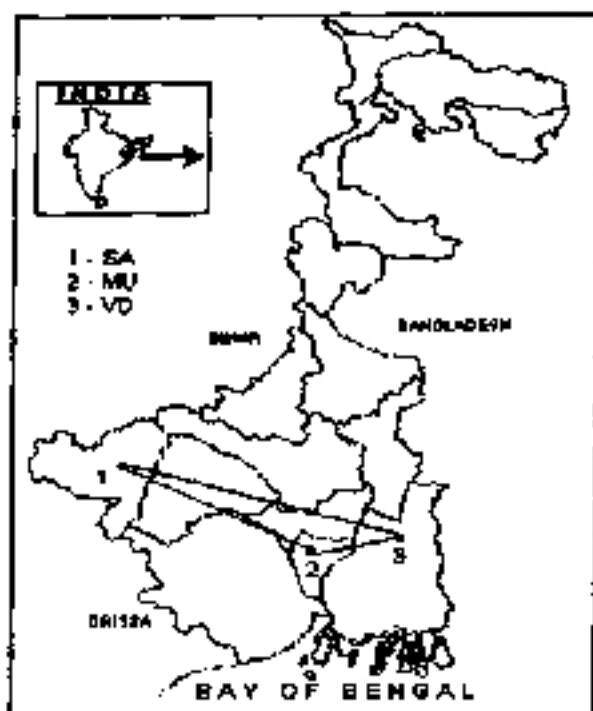 INDIA
1 - SA
2 - MU
3 - VD
BIHAR
BANGLADESH
1
2
3
ORISSA
BAY OF BENGAL